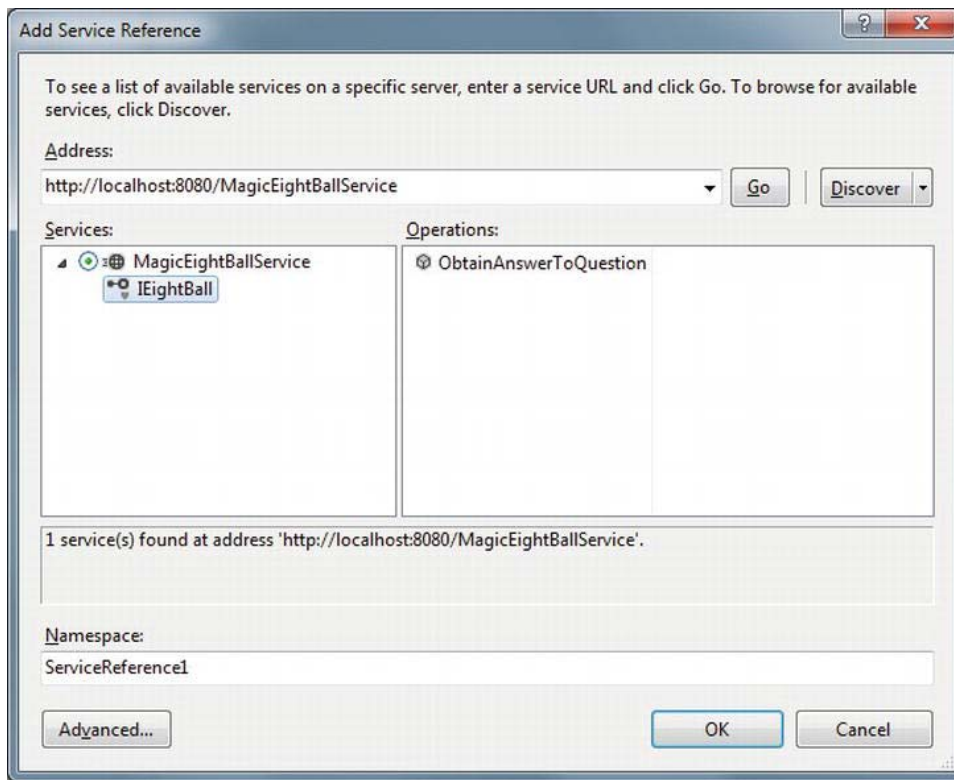 Add Service Reference
To see a list of available services on a specific server, enter a service URL and click Go. To browse for available
services, click Discover.
Address:
http://localhost:8080/MagicEightBallService
Go
Discover
Services:
Operations:
MagicEightBallService
IEightBall
ObtainAnswerToQuestion
1 service(s) found at address 'http://localhost:8080/MagicEightBallService'.
Namespace:
ServiceReference1
Advanced...
OK
Cancel